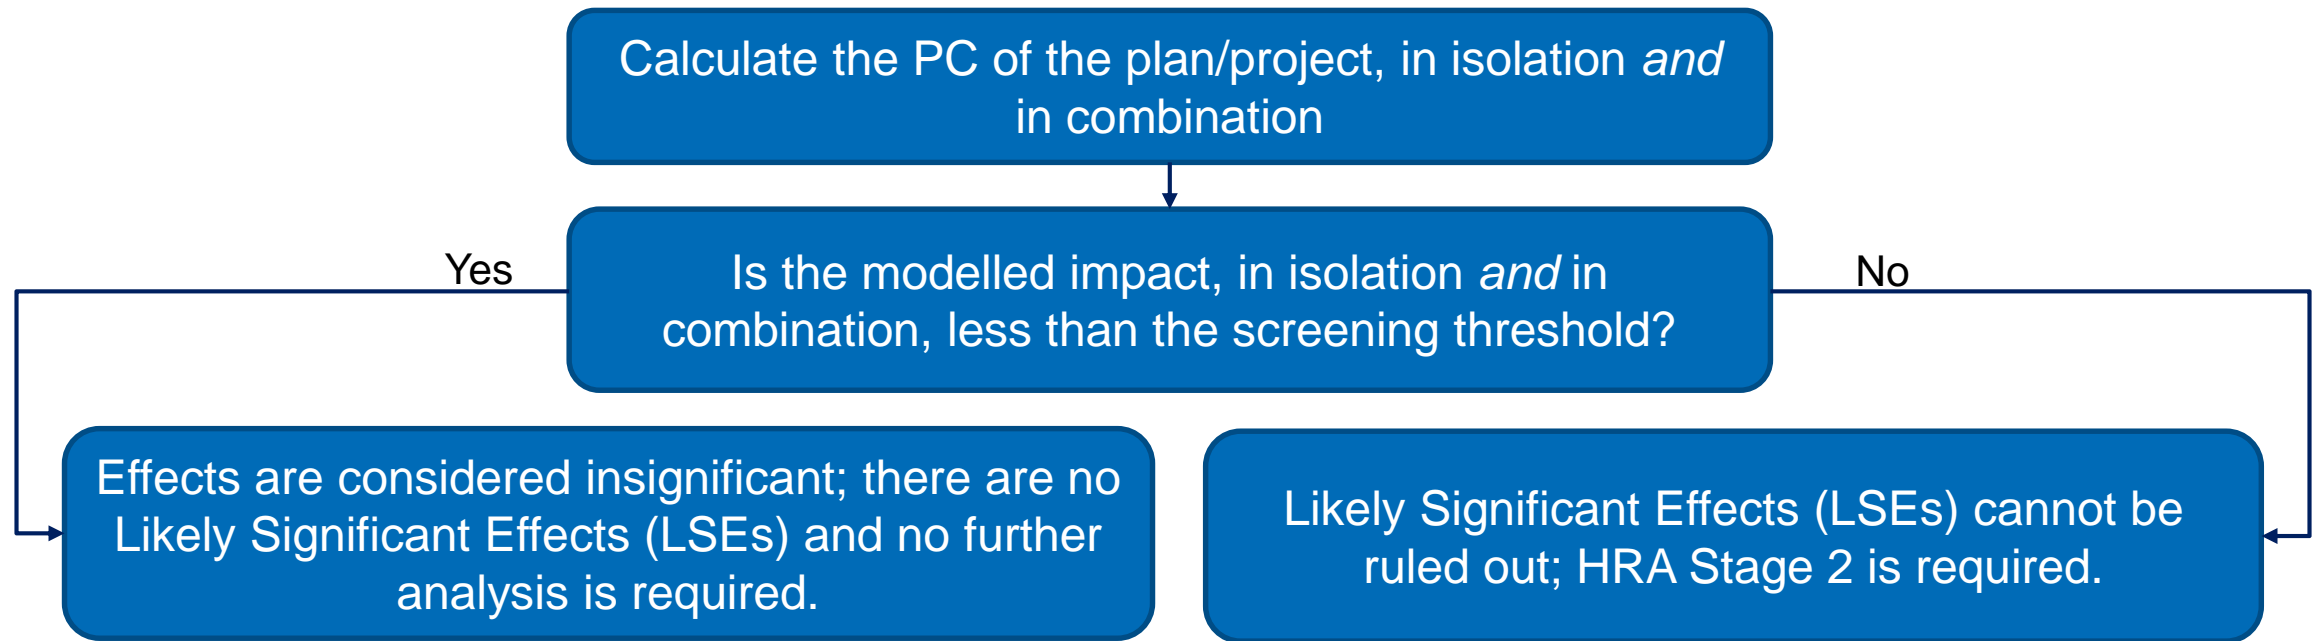 Calculate the PC of the plan/project, in isolation and
in combination
Yes
Is the modelled impact, in isolation and in
combination, less than the screening threshold?
No
Effects are considered insignificant; there are no
Likely Significant Effects (LSEs) and no further
analysis is required.
Likely Significant Effects (LSEs) cannot be
ruled out; HRA Stage 2 is required.